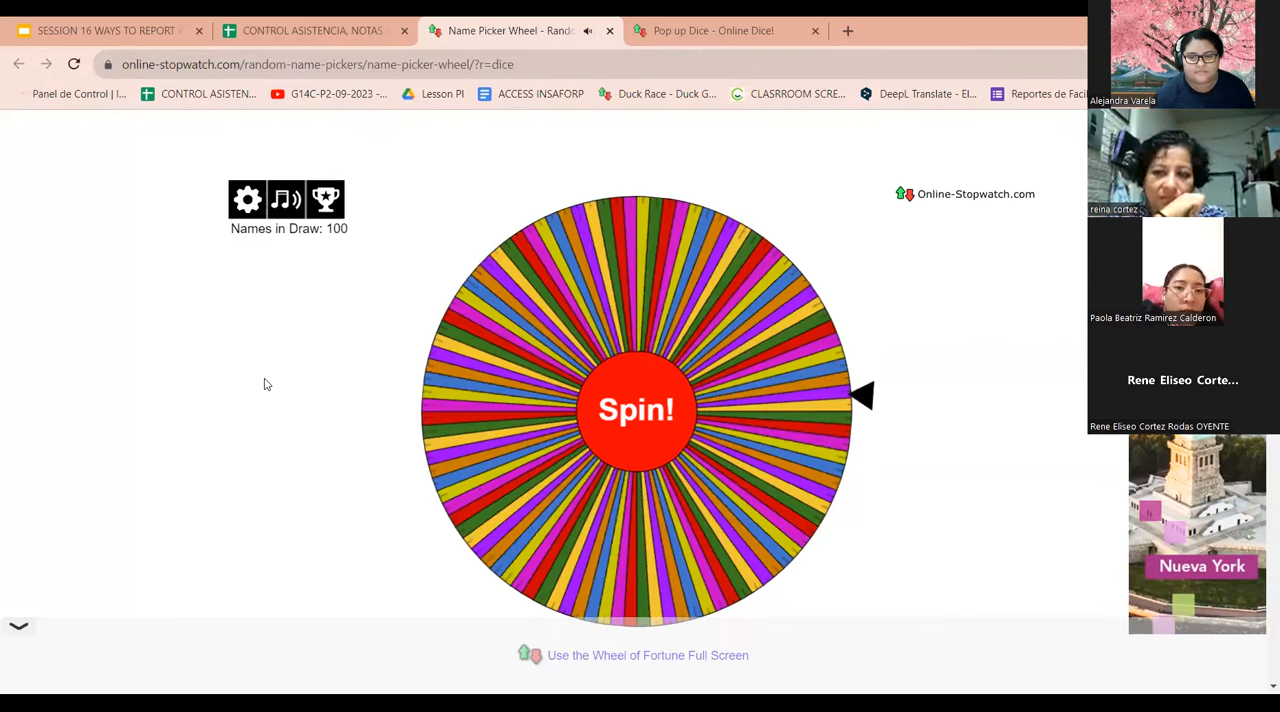 SESSION 16 WAYS TO REPORT A
CONTROL ASISTENCIA, NOTAS
Name Picker Wheel - Rando
Pop up Dice - Online Dice!
online-stopwatch.com/random-name-pickers/name-picker-wheel/?r=dice
Panel de Control | I...
CONTROL ASISTEN...
G14C-P2-09-2023 -...
Lesson Pl
ACCESS INSAFORP
Duck Race - Duck G...
CLASRROOM SCRE...
DeepL Translate - El...
Reportes de Facil
Names in Draw: 100
Online-Stopwatch.com
Spin!
Use the Wheel of Fortune Full Screen
Alejandra Varela
reina cortez
Paola Beatriz Ramirez Calderon
Rene Eliseo Corte...
Rene Eliseo Cortez Rodas OYENTE
Nueva York